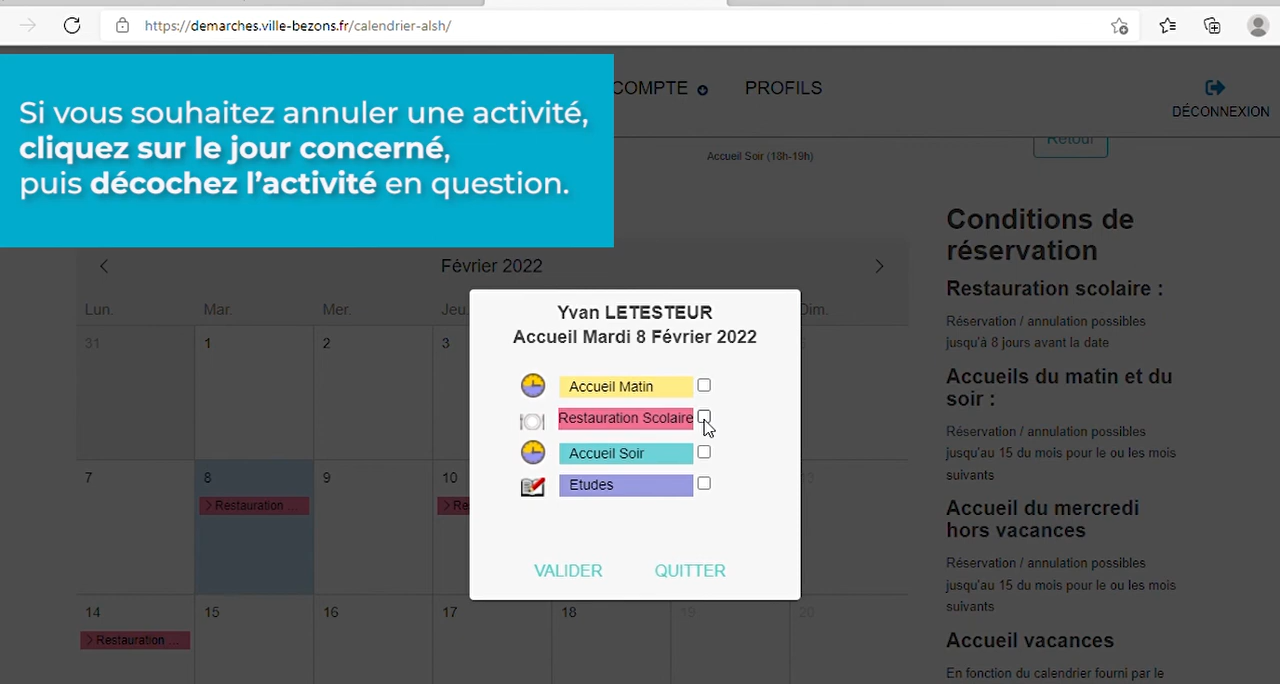 https://demarches.ville-bezons.fr/calendrier-alsh/
COMPTE
PROFILS
DÉCONNEXION
Si vous souhaitez annuler une activité,
cliquez sur le jour concerné,
puis décochez l'activité en question.
Accueil Soir (18h-19h)
Retour
Février 2022
Lun. Mar. Mer. Jeu. Dim.
31 1 2 3
7 8 9 10
Restauration ...
Re
14 15 16 17 18 19 20
Restauration ...
Yvan LETESTEUR
Accueil Mardi 8 Février 2022
Accueil Matin
Restauration Scolaire
Accueil Soir
Etudes
VALIDER QUITTER
Conditions de
réservation
Restauration scolaire :
Réservation / annulation possibles
jusqu'à 8 jours avant la date
Accueils du matin et du
soir :
Réservation / annulation possibles
jusqu'au 15 du mois pour le ou les mois
suivants
Accueil du mercredi
hors vacances
Réservation / annulation possibles
jusqu'au 15 du mois pour le ou les mois
suivants
Accueil vacances
En fonction du calendrier fourni par le